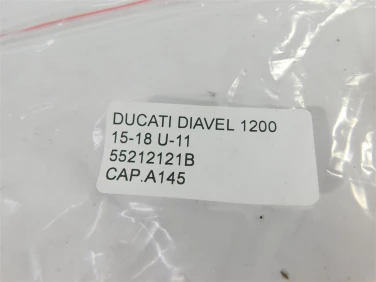 DUCATI DIAVEL 1200
15-18 U-11
55212121B
CAP.A145